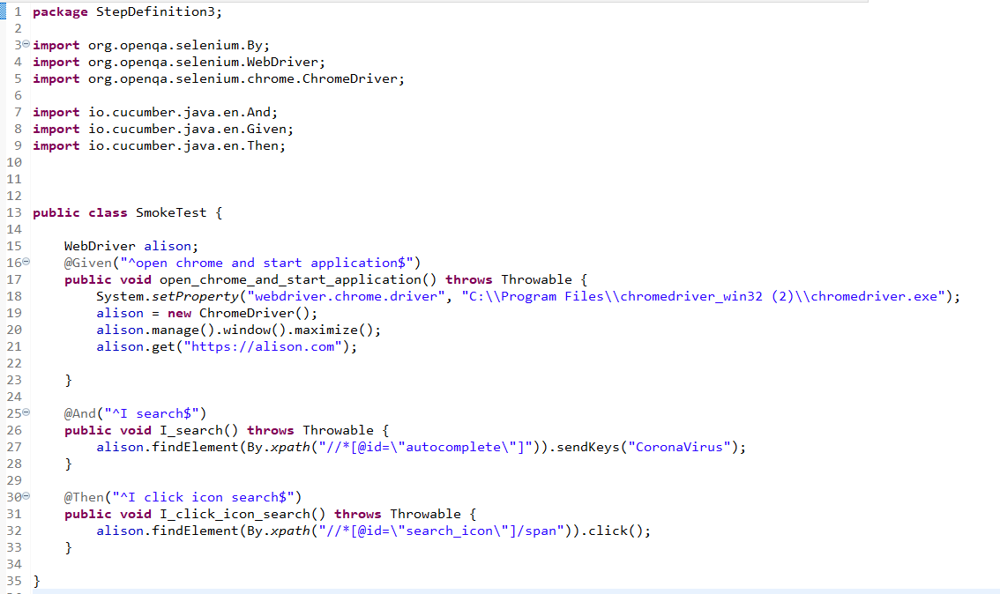 1 package StepDefinition3;
2
3 import org.openqa.selenium.By;
4 import org.openqa.selenium.WebDriver;
5 import org.openqa.selenium.chrome.ChromeDriver;
6
7 import io.cucumber.java.en.And;
8 import io.cucumber.java.en.Given;
9 import io.cucumber.java.en.Then;
10
11
12
13 public class SmokeTest {
14
15     WebDriver alison;
16     @Given("^open chrome and start application$")
17     public void open_chrome_and_start_application() throws Throwable {
18         System.setProperty("webdriver.chrome.driver", "C:\\Program Files\\chromedriver_win32 (2)\\chromedriver.exe");
19         alison = new ChromeDriver();
20         alison.manage().window().maximize();
21         alison.get("https://alison.com");
22
23     }
24
25     @And("^I search$")
26     public void I_search() throws Throwable {
27         alison.findElement(By.xpath("//*[@id=\"autocomplete\"]")).sendKeys("CoronaVirus");
28     }
29
30     @Then("^I click icon search$")
31     public void I_click_icon_search() throws Throwable {
32         alison.findElement(By.xpath("//*[@id=\"search_icon\"]/span")).click();
33     }
34
35 }